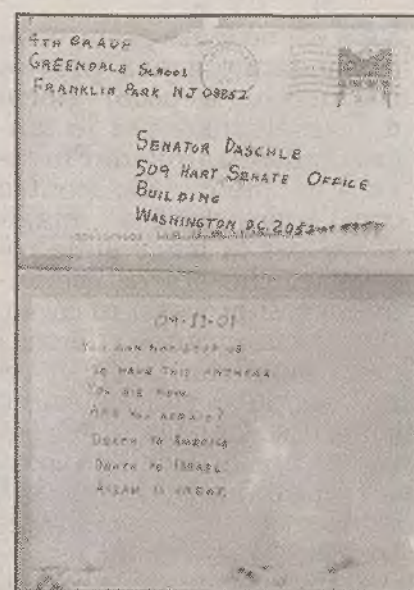 4TH GRADE
GREENDALE SCHOOL
FRANKLIN PARK NJ 08852
SENATOR DASCHLE
509 HART SENATE OFFICE
BUILDING
WASHINGTON D.C. 2053
09-11-01
YOU CAN NOT STOP US.
WE HAVE THIS ANTHRAX.
YOU DIE NOW.
ARE YOU AFRAID?
DEATH TO AMERICA.
DEATH TO ISRAEL.
ALLAH IS GREAT.